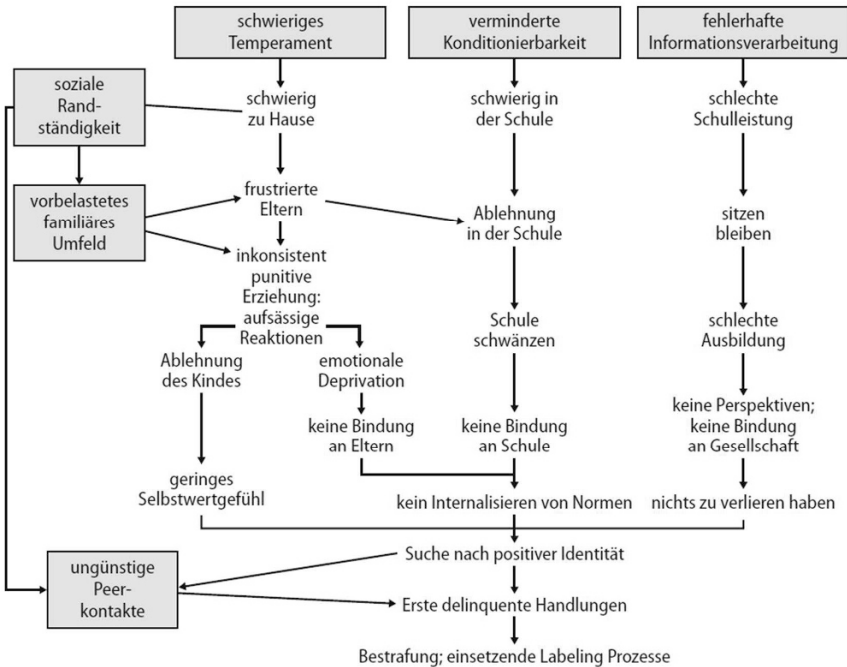 schwieriges
Temperament
verminderte
Konditionierbarkeit
fehlerhafte
Informationsverarbeitung
soziale
Rand-
ständigkeit
schwierig
zu Hause
schwierig in
der Schule
schlechte
Schulleistung
vorbelastetes
familiäres
Umfeld
frustrierte
Eltern
Ablehnung
in der Schule
sitzen
bleiben
inkonsistent
punitive
Erziehung:
aufsässige
Reaktionen
Schule
schwänzen
schlechte
Ausbildung
Ablehnung
des Kindes
emotionale
Deprivation
keine Bindung
an Eltern
keine Bindung
an Schule
keine Perspektiven;
keine Bindung
an Gesellschaft
geringes
Selbstwertgefühl
kein Internalisieren von Normen
nichts zu verlieren haben
Suche nach positiver Identität
ungünstige
Peer-
kontakte
Erste delinquente Handlungen
Bestrafung; einsetzende Labeling Prozesse